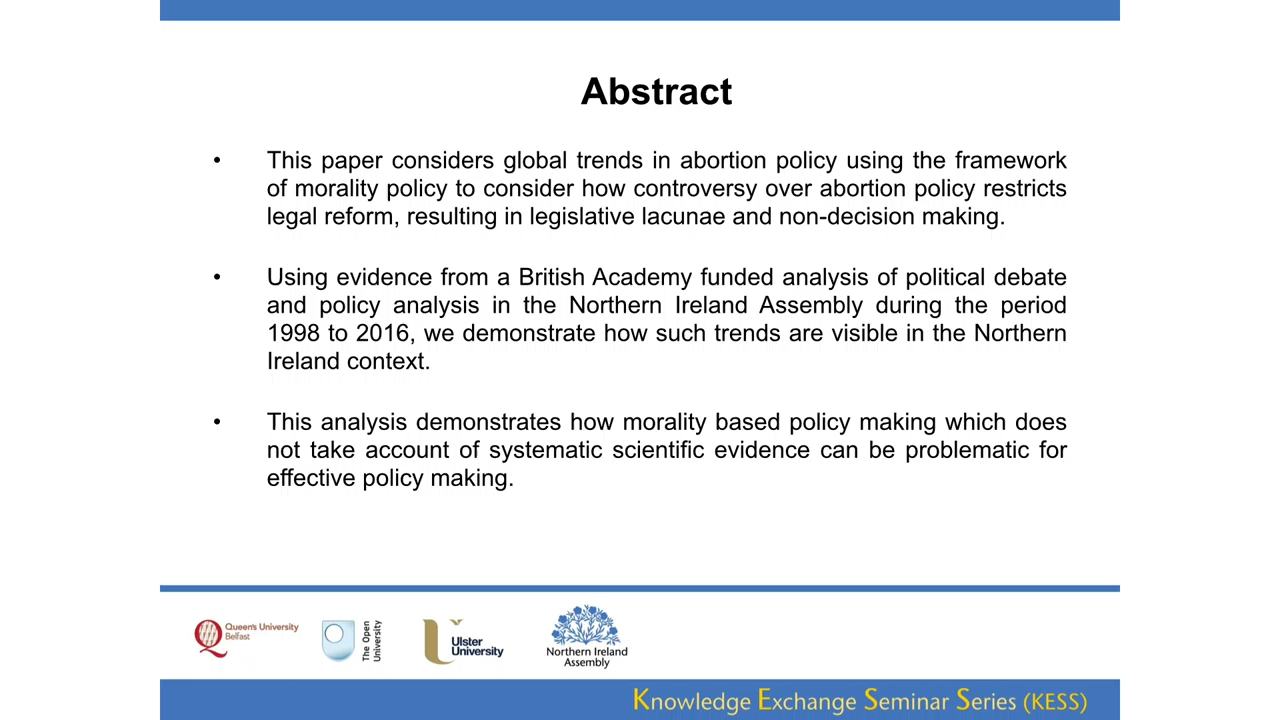 Abstract
• This paper considers global trends in abortion policy using the framework
of morality policy to consider how controversy over abortion policy restricts
legal reform, resulting in legislative lacunae and non-decision making.
• Using evidence from a British Academy funded analysis of political debate
and policy analysis in the Northern Ireland Assembly during the period
1998 to 2016, we demonstrate how such trends are visible in the Northern
Ireland context.
• This analysis demonstrates how morality based policy making which does
not take account of systematic scientific evidence can be problematic for
effective policy making.
Queen's University
Belfast
The Open
University
Ulster
University
Northern Ireland
Assembly
Knowledge Exchange Seminar Series (KESS)